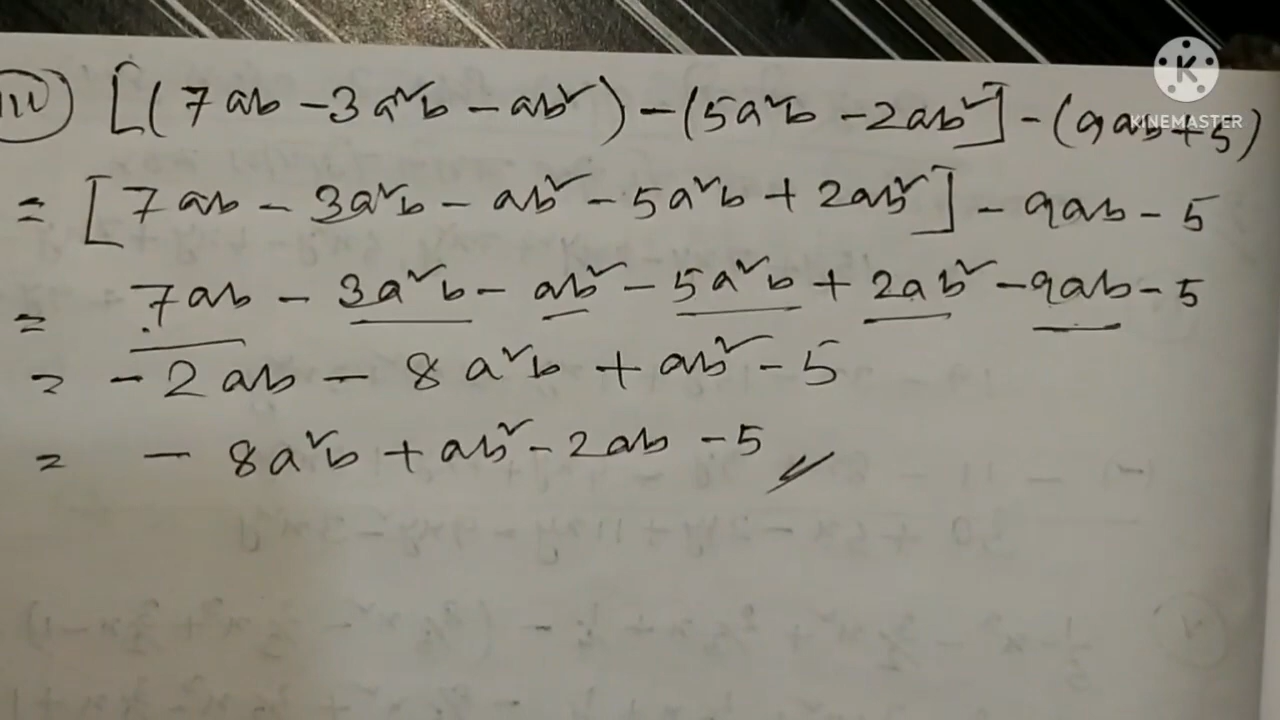 (iii) [(7ab - 3a²b - ab²) - (5a²b - 2ab²] - (9ab + 5)
= [7ab - 3a²b - ab² - 5a²b + 2ab²] - 9ab - 5
= 7ab - 3a²b - ab² - 5a²b + 2ab² - 9ab - 5
= - 2ab - 8a²b + ab² - 5
= - 8a²b + ab² - 2ab - 5
K
KINEMASTER